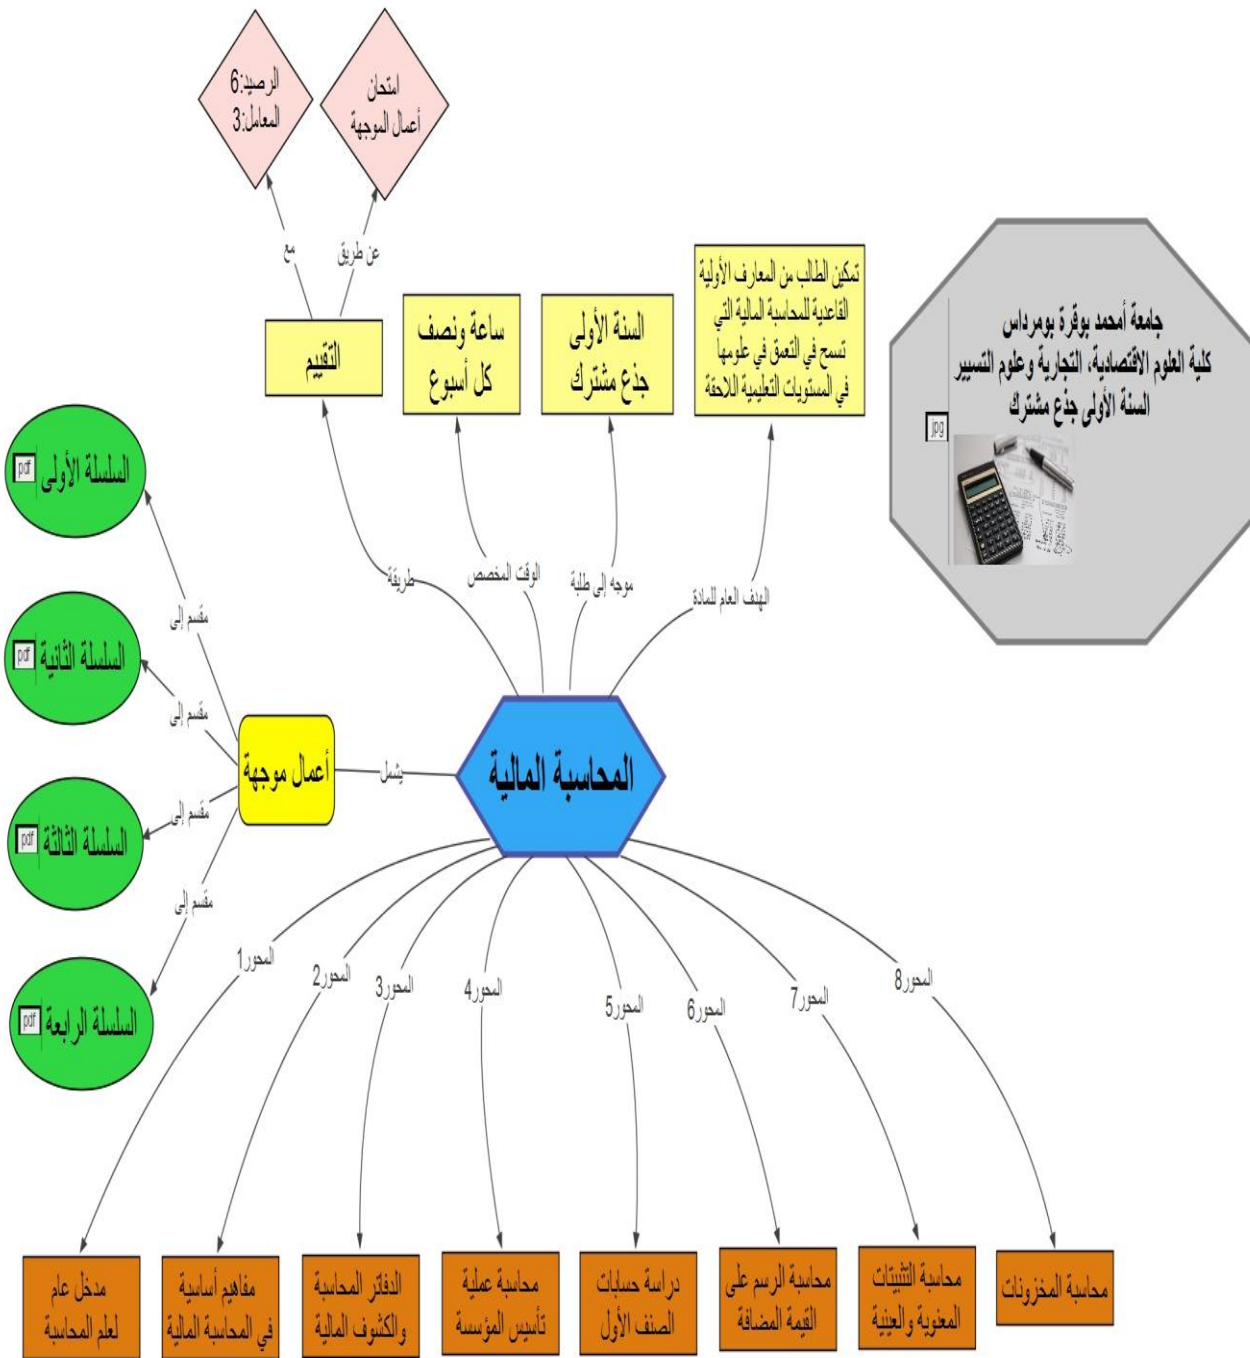 الرصيد:6
المعامل:3
امتحان
أعمال الموجهة
مع
عن طريق
التقييم
ساعة ونصف
كل أسبوع
السنة الأولى
جذع مشترك
تمكين الطالب من المعارف الأولية
القاعدية للمحاسبة المالية التي
تسمح في التعمق في علومها
في المستويات التعليمية اللاحقة
جامعة أمحمد بوقرة بومرداس
كلية العلوم الاقتصادية، التجارية وعلوم التسيير
السنة الأولى جذع مشترك
jpg
طريقة
الوقت المخصص
موجه إلى طلبة
الهدف العام للمادة
السلسلة الأولى
pdf
السلسلة الثانية
pdf
السلسلة الثالثة
pdf
السلسلة الرابعة
pdf
مقسم إلى
مقسم إلى
مقسم إلى
مقسم إلى
أعمال موجهة
يشمل
المحاسبة المالية
المحور1
المحور2
المحور3
المحور4
المحور5
المحور6
المحور7
المحور8
مدخل عام
لعلم المحاسبة
مفاهيم أساسية
في المحاسبة المالية
الدفاتر المحاسبة
والكشوف المالية
محاسبة عملية
تأسيس المؤسسة
دراسة حسابات
الصنف الأول
محاسبة الرسم على
القيمة المضافة
محاسبة التثبيتات
المعنوية والعينية
محاسبة المخزونات